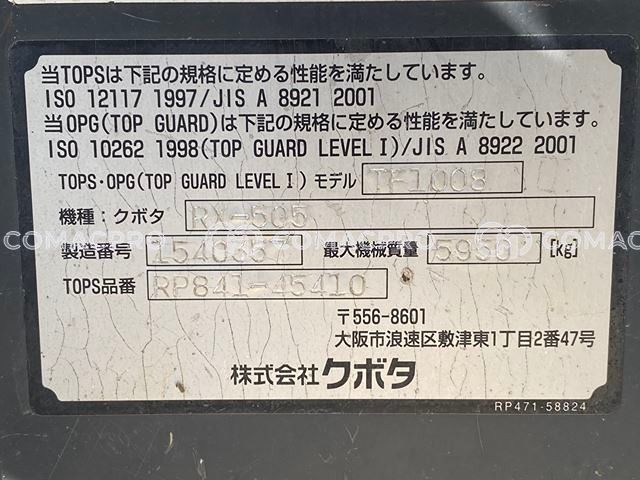 当TOPSは下記の規格に定める性能を満たしています。
ISO 12117 1997/JIS A 8921 2001
当OPG(TOP GUARD)は下記の規格に定める性能を満たしています。
ISO 10262 1998(TOP GUARD LEVELⅠ)/JIS A 8922 2001
TOPS・OPG(TOP GUARD LEVELⅠ) モデル TF1008
機種：クボタ RX-505
製造番号 1540357 最大機械質量 5950 [kg]
TOPS品番 RP841-45410
〒556-8601
大阪市浪速区敷津東1丁目2番47号
株式会社クボタ
RP471-58824